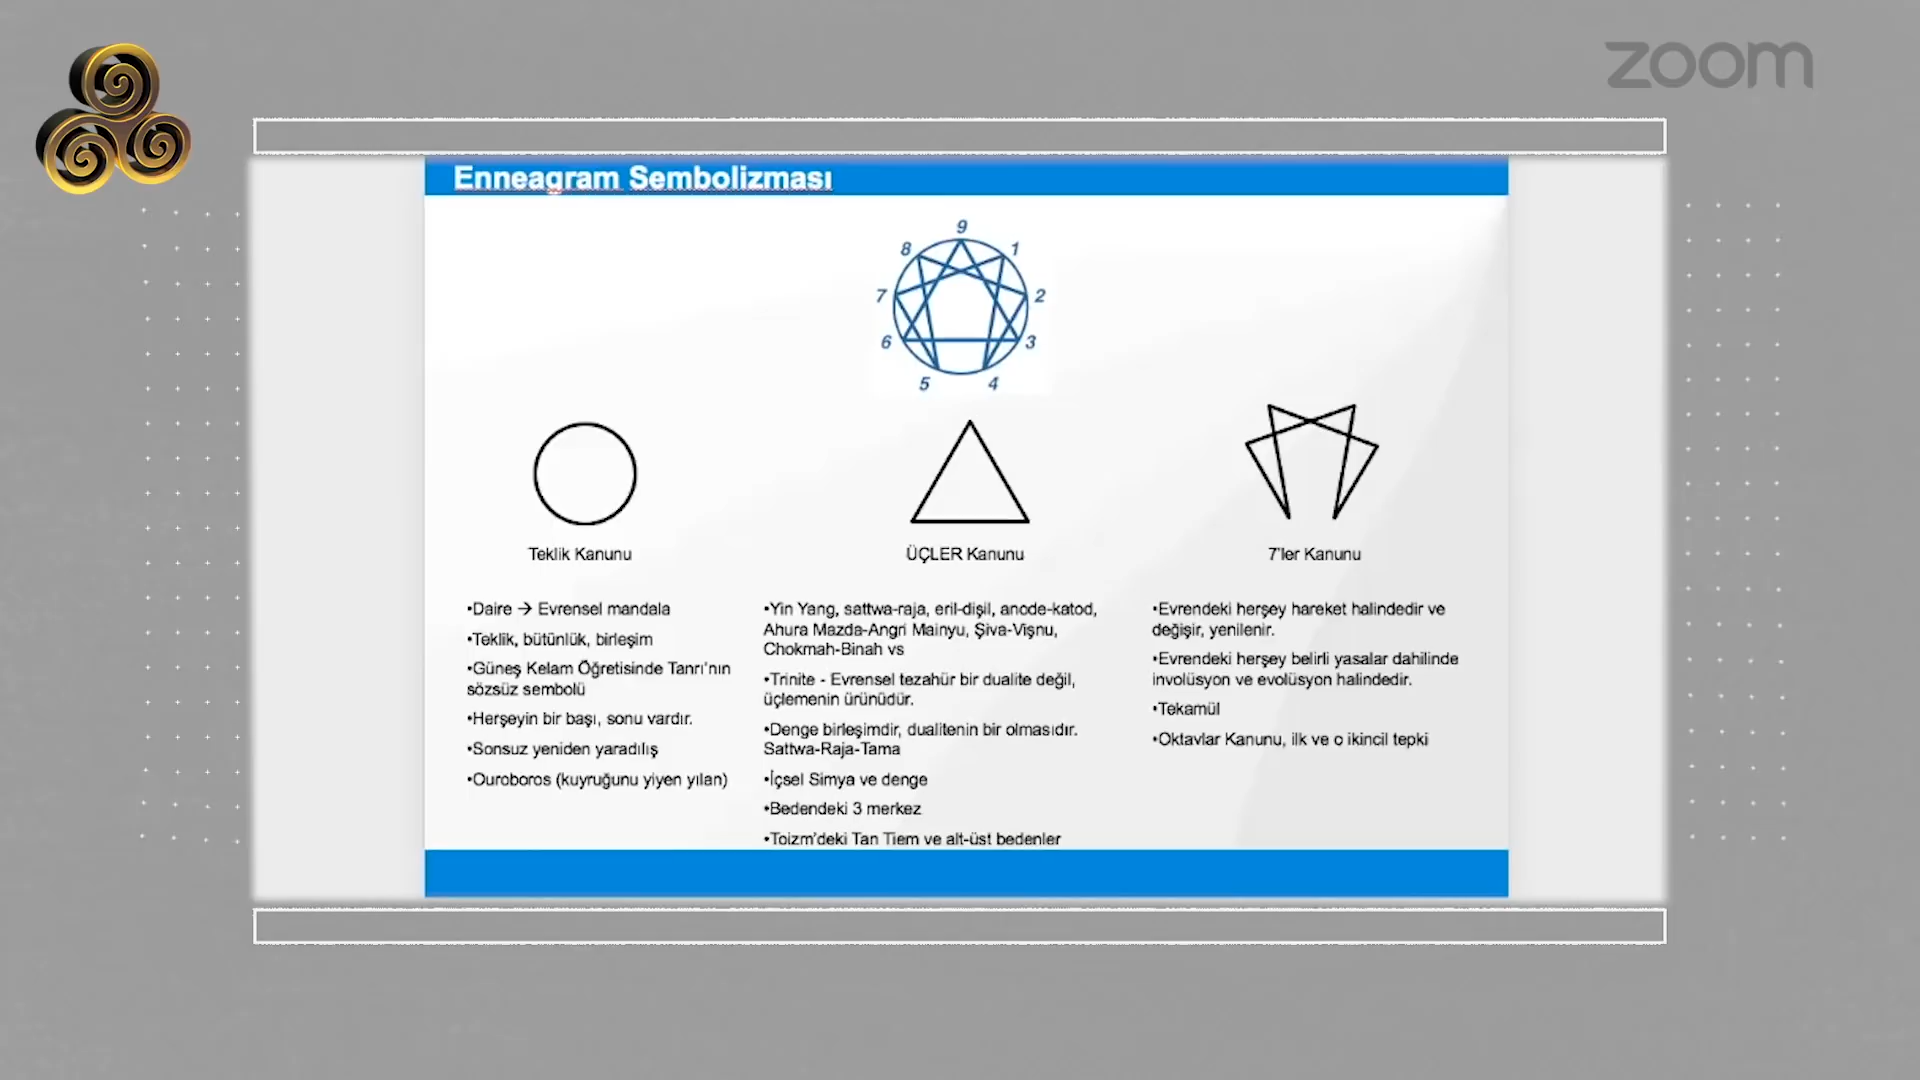 zoom
Enneagram Sembolizması
9
8
1
7
2
6
3
5
4
Teklik Kanunu
•Daire → Evrensel mandala
•Teklik, bütünlük, birleşim
•Güneş Kelam Öğretisinde Tanrı'nın
sözsüz sembolü
•Herşeyin bir başı, sonu vardır.
•Sonsuz yeniden yaradılış
•Ouroboros (kuyruğunu yiyen yılan)
ÜÇLER Kanunu
•Yin Yang, sattwa-raja, eril-dişil, anode-katod,
Ahura Mazda-Angri Mainyu, Şiva-Vişnu,
Chokmah-Binah vs
•Trinite - Evrensel tezahür bir dualite değil,
üçlemenin ürünüdür.
•Denge birleşimdir, dualitenin bir olmasıdır.
Sattwa-Raja-Tama
•İçsel Simya ve denge
•Bedendeki 3 merkez
•Toizm'deki Tan Tiem ve alt-üst bedenler
7'ler Kanunu
•Evrendeki herşey hareket halindedir ve
değişir, yenilenir.
•Evrendeki herşey belirli yasalar dahilinde
involüsyon ve evolüsyon halindedir.
•Tekamül
•Oktavlar Kanunu, ilk ve o ikincil tepki